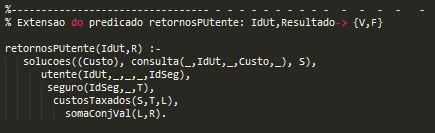 %--------------------------------- - - - - - - - - - - - - - - -
% Extensao do predicado retornosPUtente: IdUt,Resultado-> {V,F}
retornosPUtente(IdUt,R) :-
solucoes((Custo), consulta(_,IdUt,_,Custo,_), S),
utente(IdUt,_,_,_,IdSeg),
seguro(IdSeg,_,T),
custosTaxados(S,T,L),
somaConjVal(L,R).